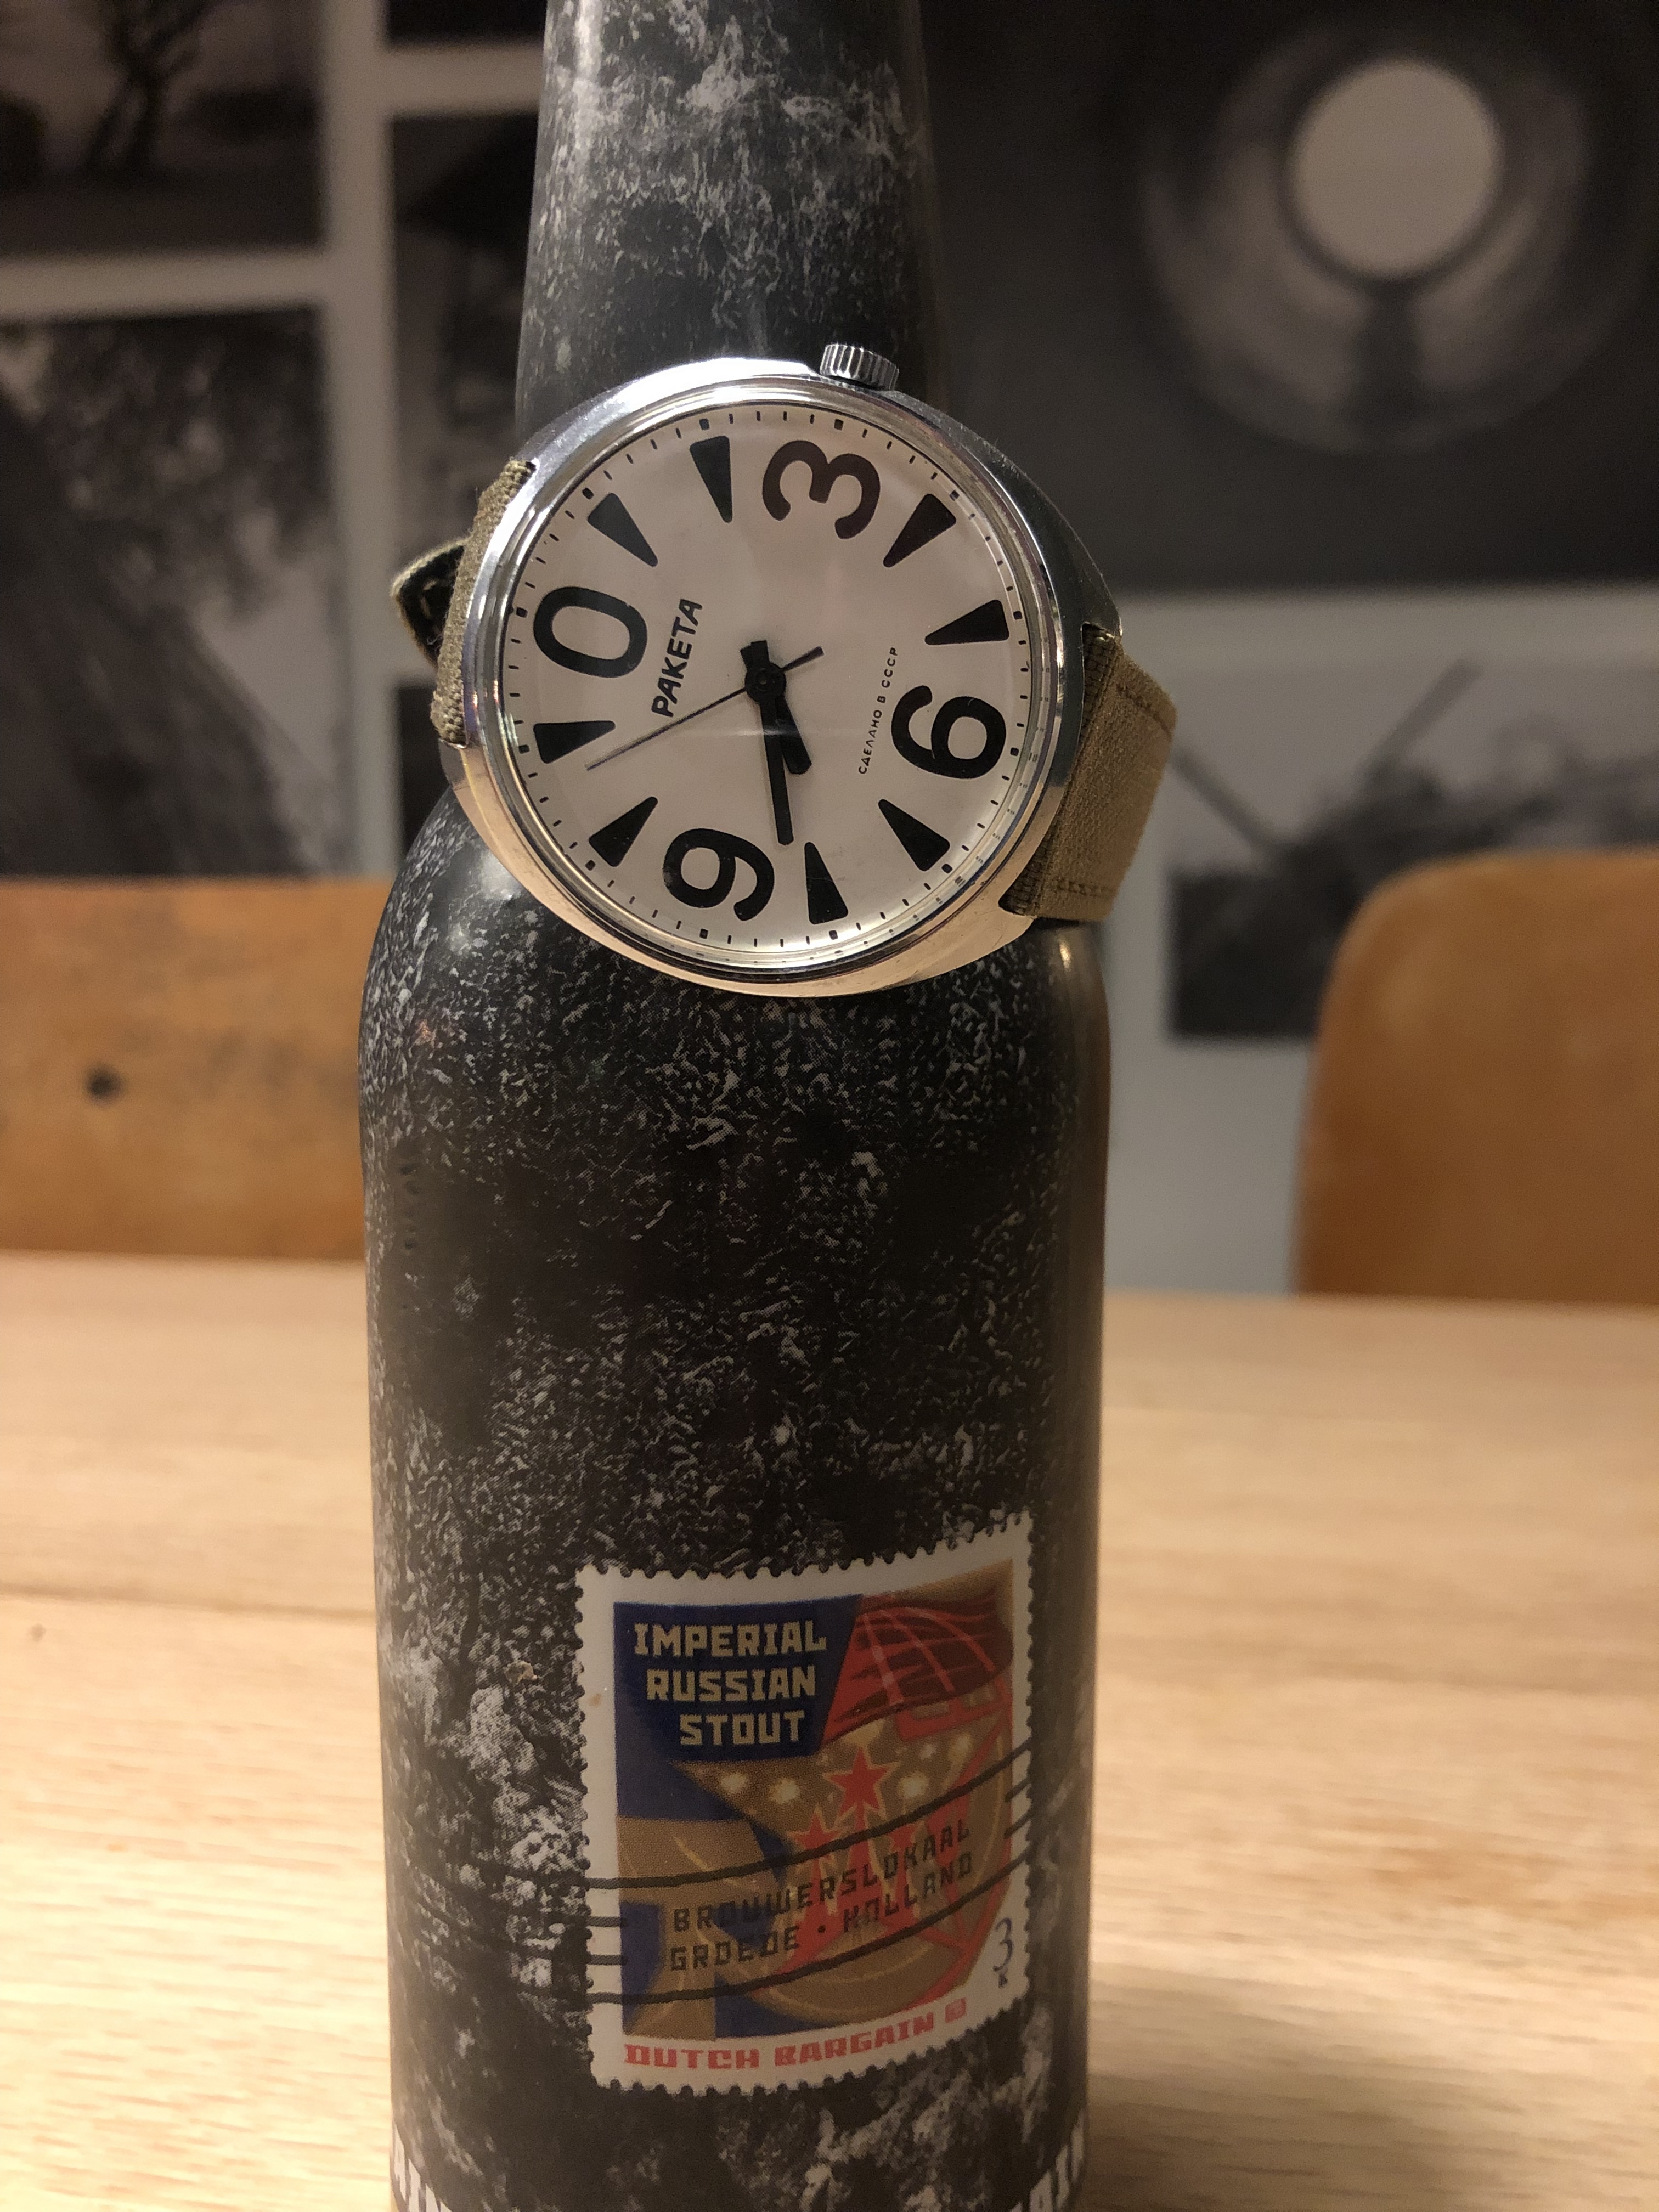 0
3
6
9
РАКЕТА
СДЕЛАНО В СССР
IMPERIAL
RUSSIAN
STOUT
BROUWERSLOKAAL
GROEDE • HOLLAND
3
DUTCH BARGAIN